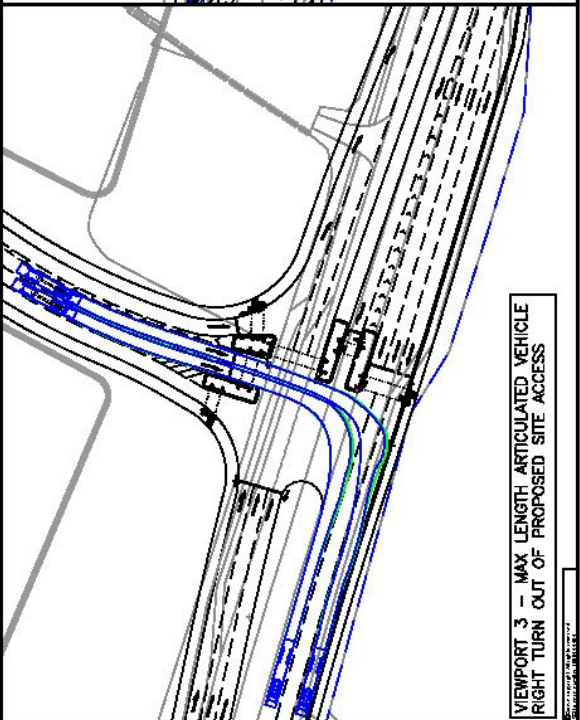 VIEWPORT 3 - MAX LENGTH ARTICULATED VEHICLE
RIGHT TURN OUT OF PROPOSED SITE ACCESS